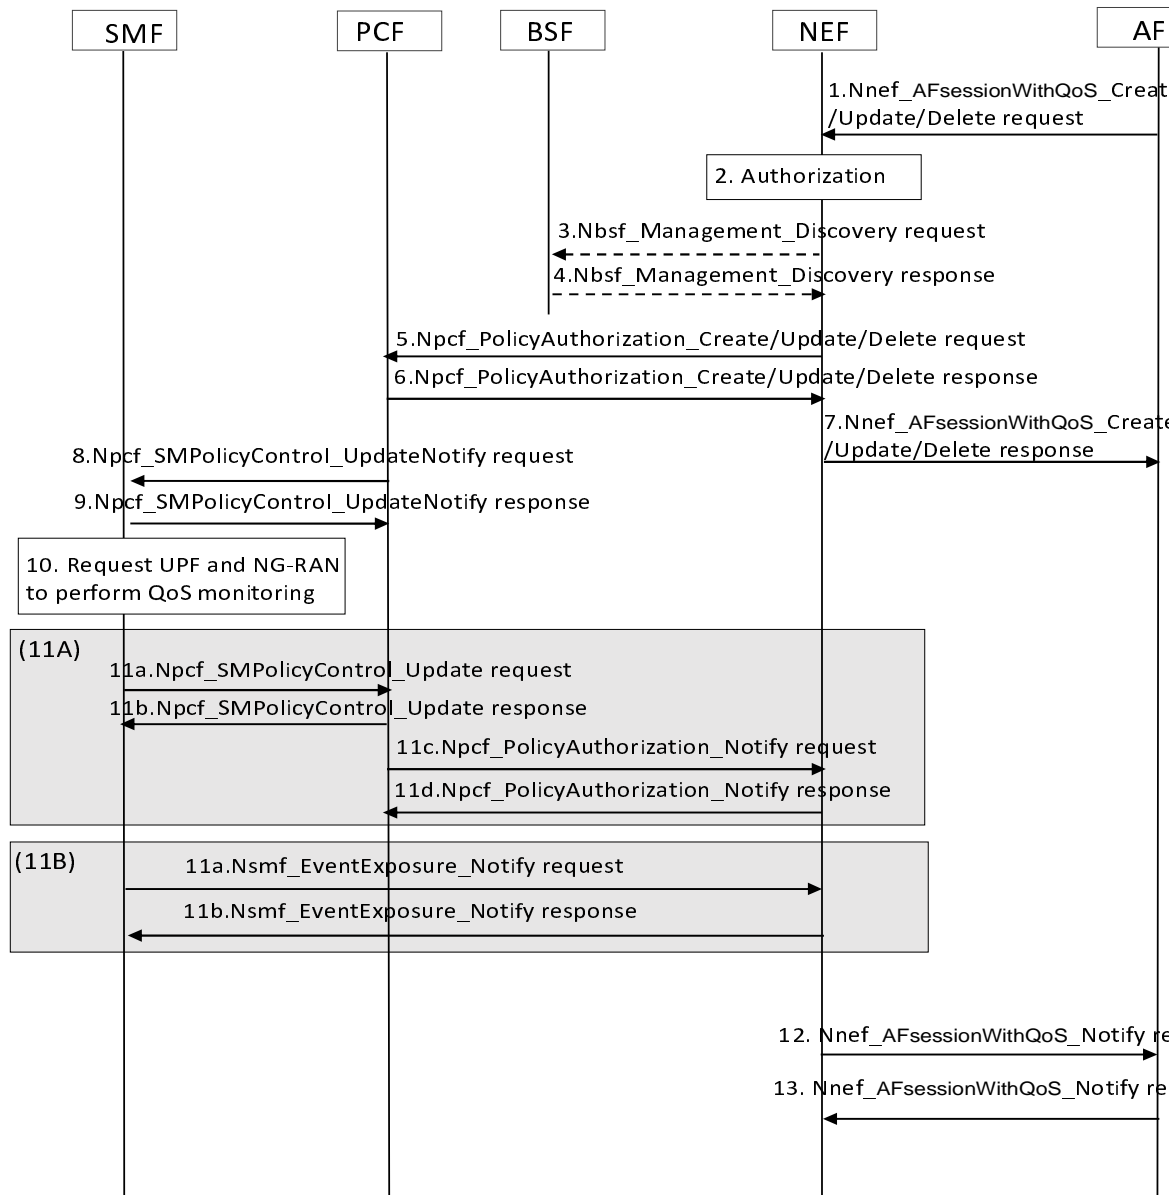 SMF
PCF
BSF
NEF
AF
1.Nnef_AFsessionWithQoS_Creat
/Update/Delete request
2. Authorization
3.Nbsf_Management_Discovery request
4.Nbsf_Management_Discovery response
5.Npcf_PolicyAuthorization_Create/Update/Delete request
6.Npcf_PolicyAuthorization_Create/Update/Delete response
7.Nnef_AFsessionWithQoS_Create
/Update/Delete response
8.Npcf_SMPolicyControl_UpdateNotify request
9.Npcf_SMPolicyControl_UpdateNotify response
10. Request UPF and NG-RAN
to perform QoS monitoring
(11A)
11a.Npcf_SMPolicyControl_Update request
11b.Npcf_SMPolicyControl_Update response
11c.Npcf_PolicyAuthorization_Notify request
11d.Npcf_PolicyAuthorization_Notify response
(11B)
11a.Nsmf_EventExposure_Notify request
11b.Nsmf_EventExposure_Notify response
12. Nnef_AFsessionWithQoS_Notify re
13. Nnef_AFsessionWithQoS_Notify re